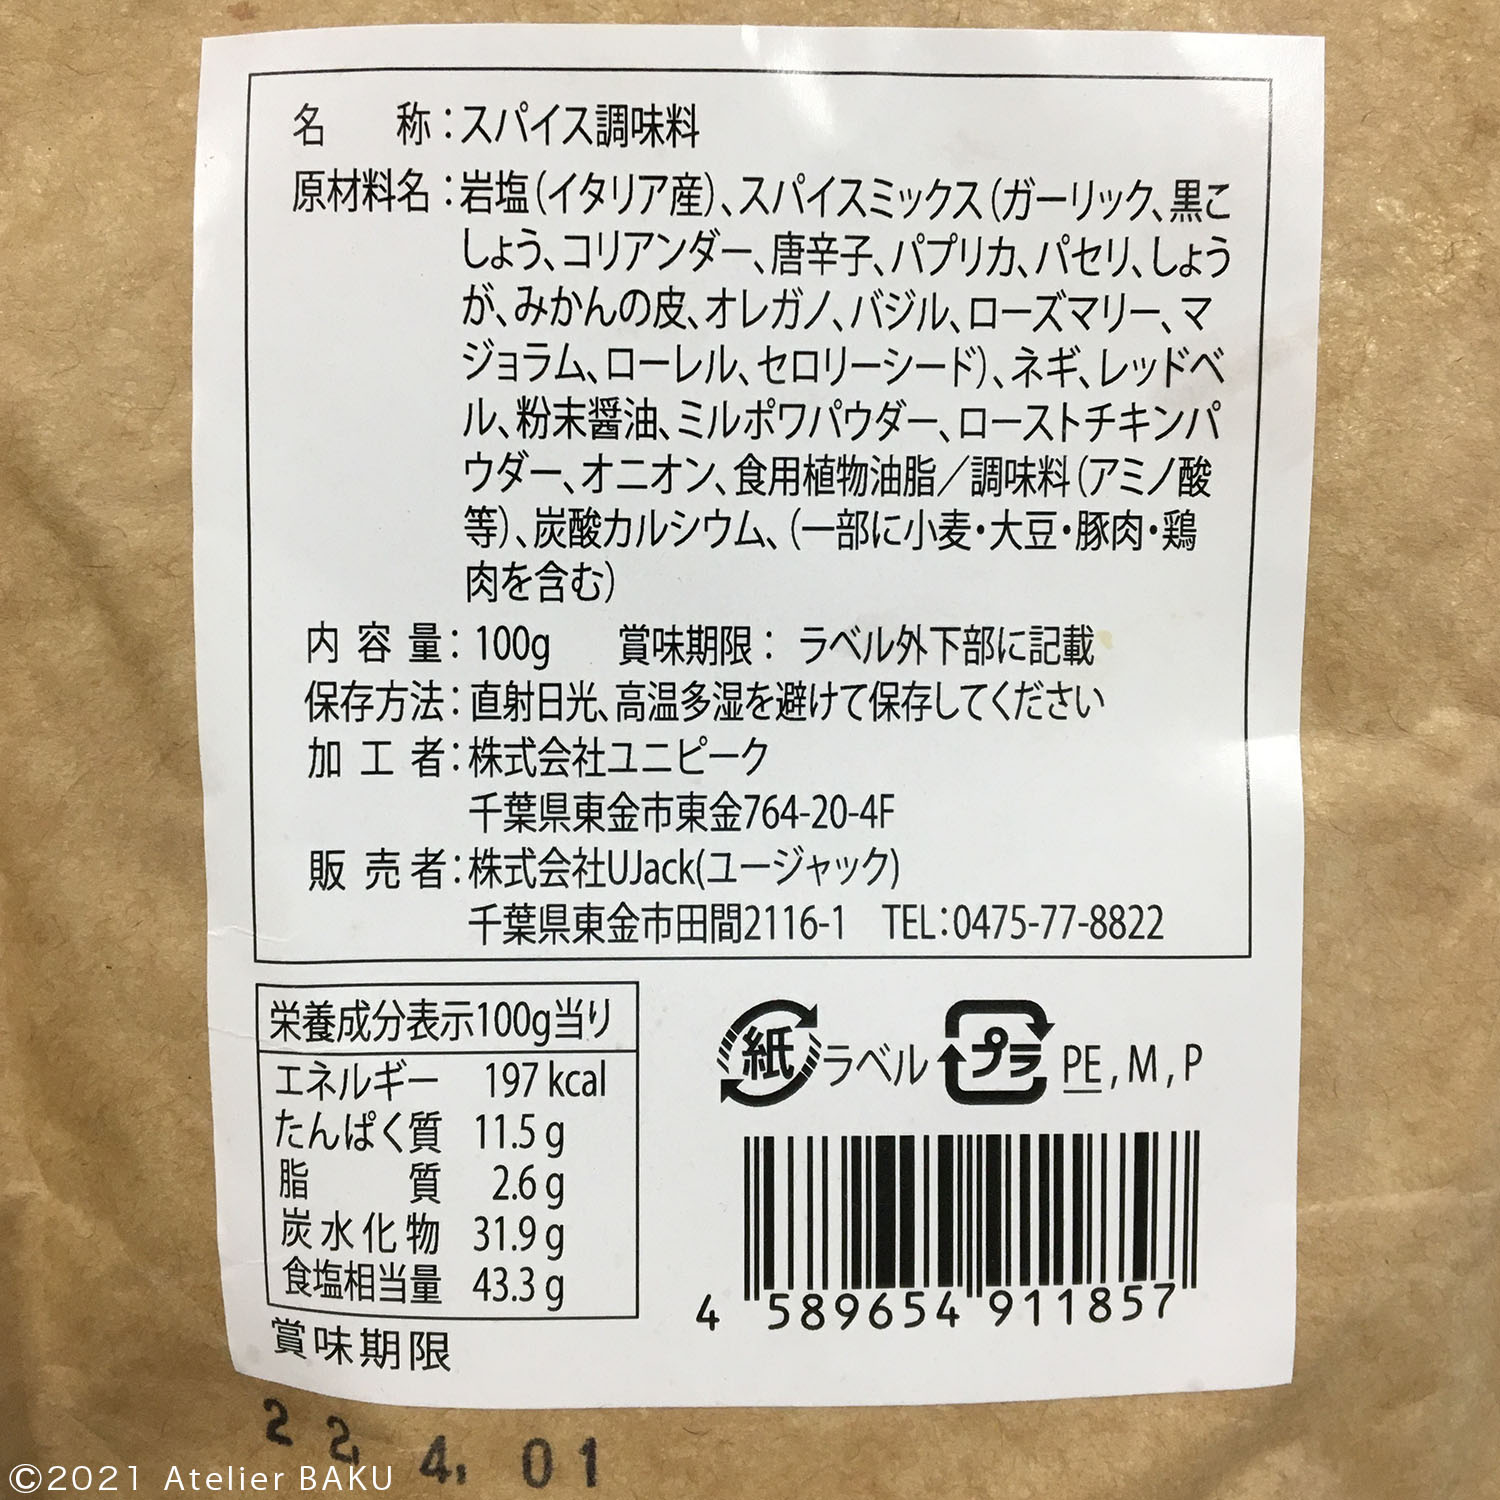 名　　称：スパイス調味料
原材料名：岩塩（イタリア産）、スパイスミックス（ガーリック、黒こ
しょう、コリアンダー、唐辛子、パプリカ、パセリ、しょう
が、みかんの皮、オレガノ、バジル、ローズマリー、マ
ジョラム、ローレル、セロリーシード）、ネギ、レッドベ
ル、粉末醤油、ミルポワパウダー、ローストチキンパ
ウダー、オニオン、食用植物油脂／調味料（アミノ酸
等）、炭酸カルシウム、（一部に小麦・大豆・豚肉・鶏
肉を含む）
内容量：100g　賞味期限：ラベル外下部に記載
保存方法：直射日光、高温多湿を避けて保存してください
加工者：株式会社ユニピーク
千葉県東金市東金764-20-4F
販売者：株式会社UJack(ユージャック)
千葉県東金市田間2116-1　TEL：0475-77-8822
栄養成分表示100g当り
エネルギー　197 kcal
たんぱく質　11.5 g
脂質　2.6 g
炭水化物　31.9 g
食塩相当量　43.3 g
賞味期限
22.4.01
紙 ラベル プラ PE , M , P
4 589654 911857
©2021 Atelier BAKU